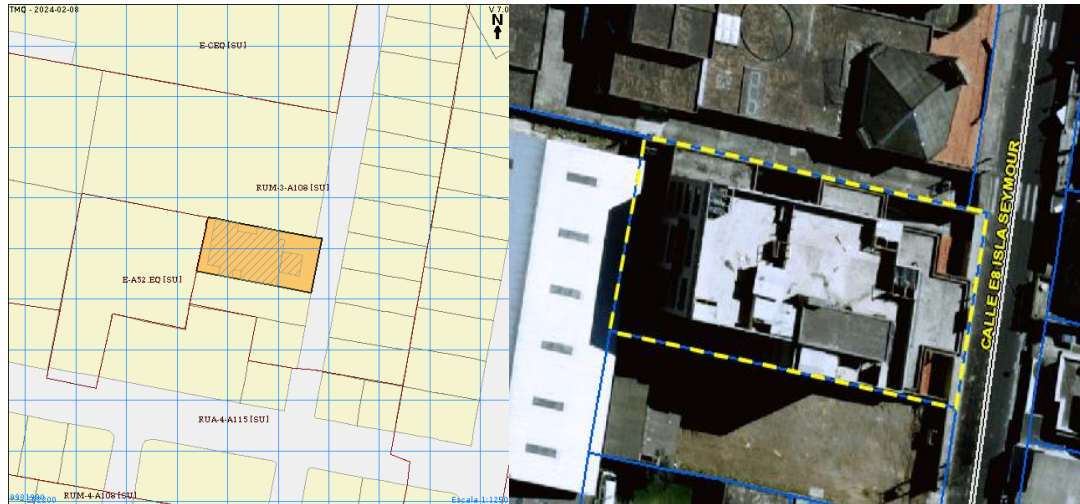 TMQ - 2024-02-08
V 7.0
N
E-CEQ [SU]
RUM-3-A108 [SU]
E-A52.EQ [SU]
RUA-4-A115 [SU]
RUM-4-A108 [SU]
Escala 1:1250
CALLE E8 ISLA SEYMOUR